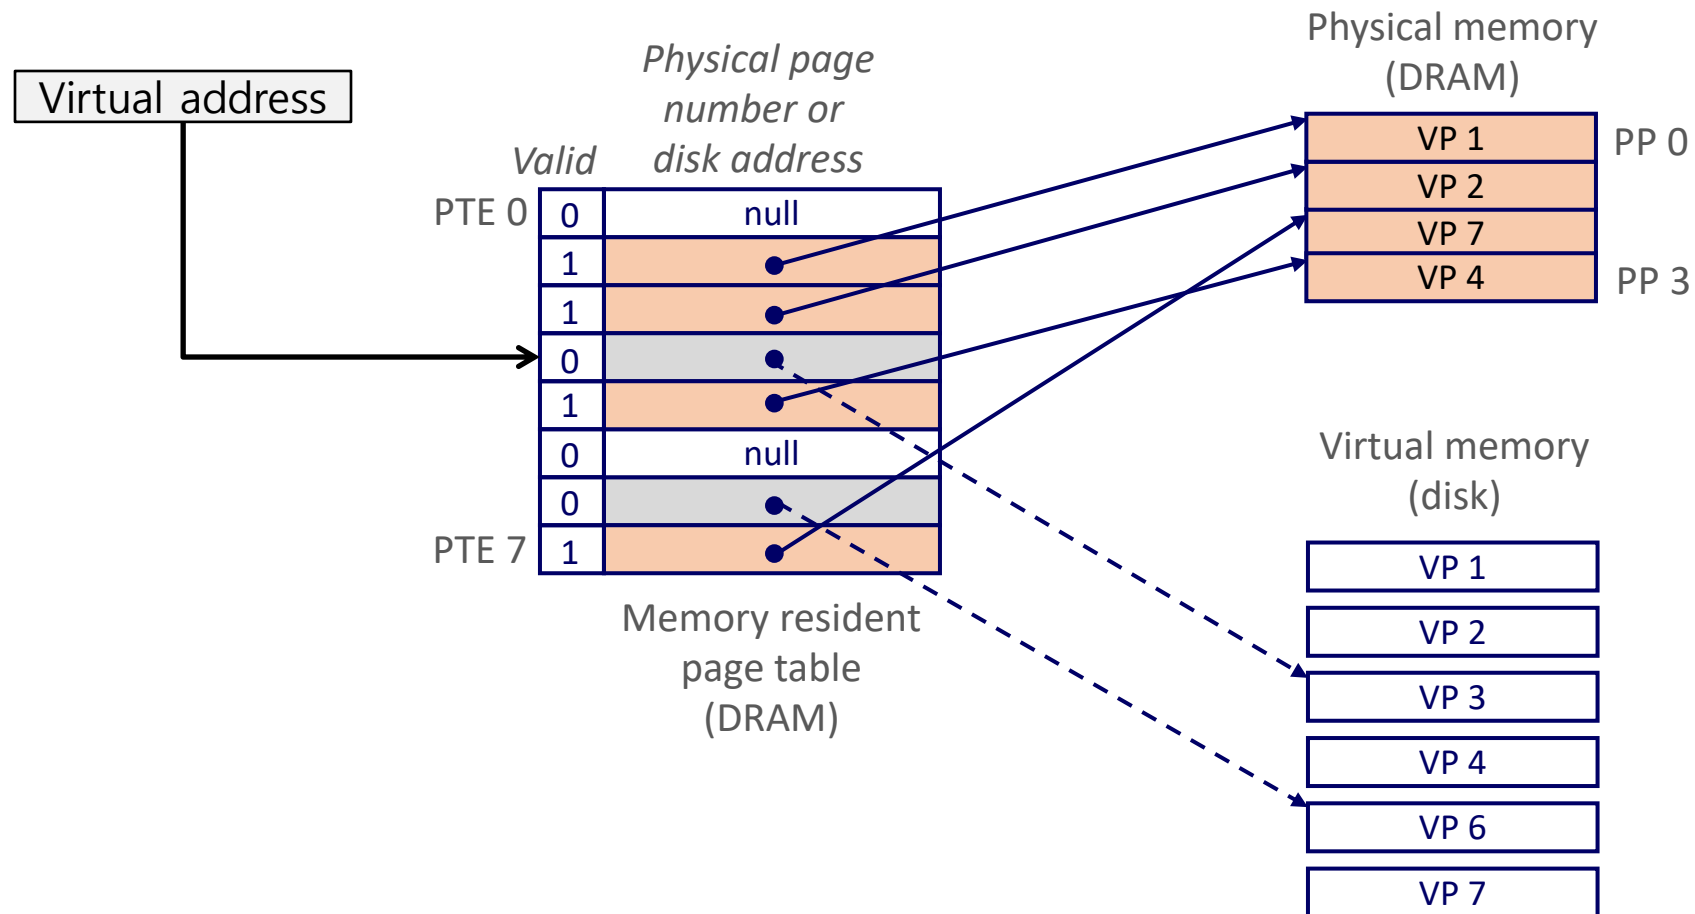 Virtual address
Physical page
number or
disk address
Valid
PTE 0
0
null
1
1
0
1
0
null
0
PTE 7
1
Memory resident
page table
(DRAM)
Physical memory
(DRAM)
VP 1
PP 0
VP 2
VP 7
VP 4
PP 3
Virtual memory
(disk)
VP 1
VP 2
VP 3
VP 4
VP 6
VP 7